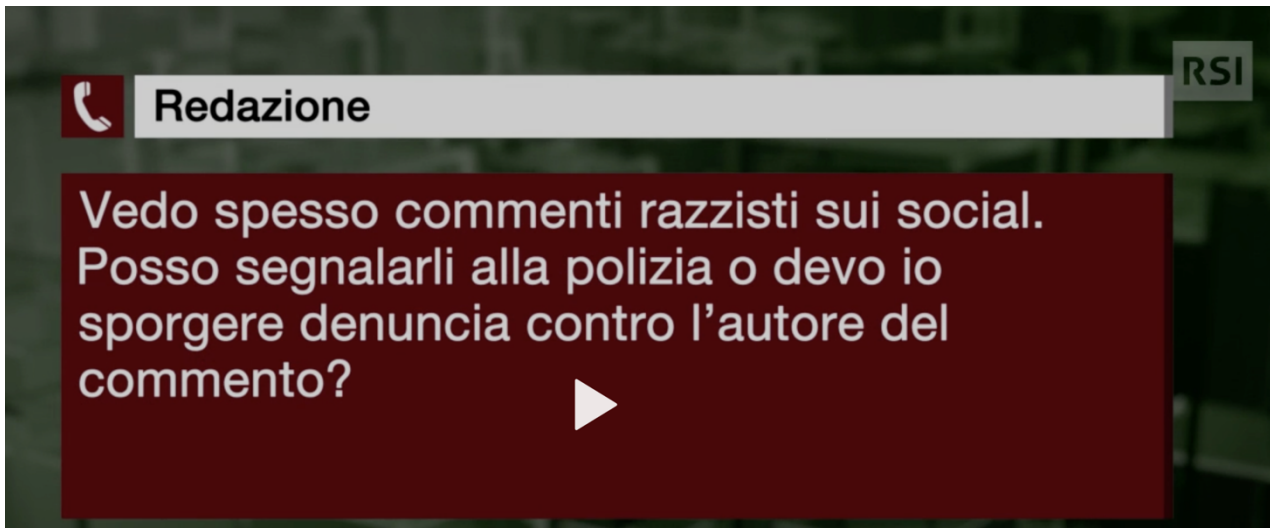 RSI
Redazione
Vedo spesso commenti razzisti sui social.
Posso segnalarli alla polizia o devo io
sporgere denuncia contro l’autore del
commento?